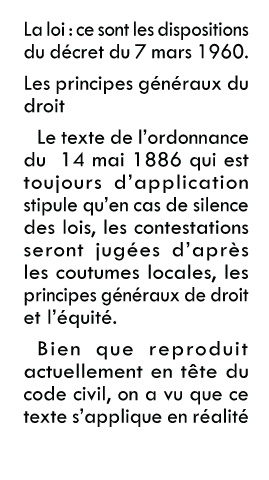 La loi : ce sont les dispositions
du décret du 7 mars 1960.
Les principes généraux du
droit
Le texte de l’ordonnance
du 14 mai 1886 qui est
toujours d’application
stipule qu’en cas de silence
des lois, les contestations
seront jugées d’après
les coutumes locales, les
principes généraux de droit
et l’équité.
Bien que reproduit
actuellement en tête du
code civil, on a vu que ce
texte s’applique en réalité